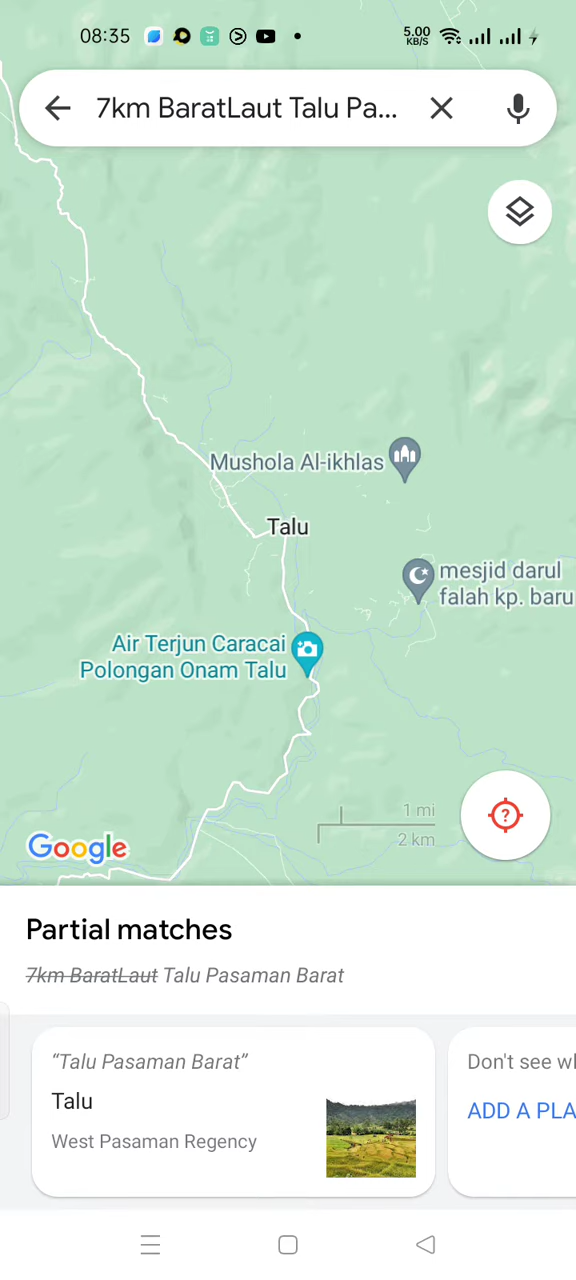 08:35
5.00
KB/S
7km BaratLaut Talu Pa...
Mushola Al-ikhlas
Talu
mesjid darul
falah kp. baru
Air Terjun Caracai
Polongan Onam Talu
1 mi
2 km
Google
Partial matches
7km BaratLaut Talu Pasaman Barat
“Talu Pasaman Barat”
Talu
West Pasaman Regency
Don't see w
ADD A PLA